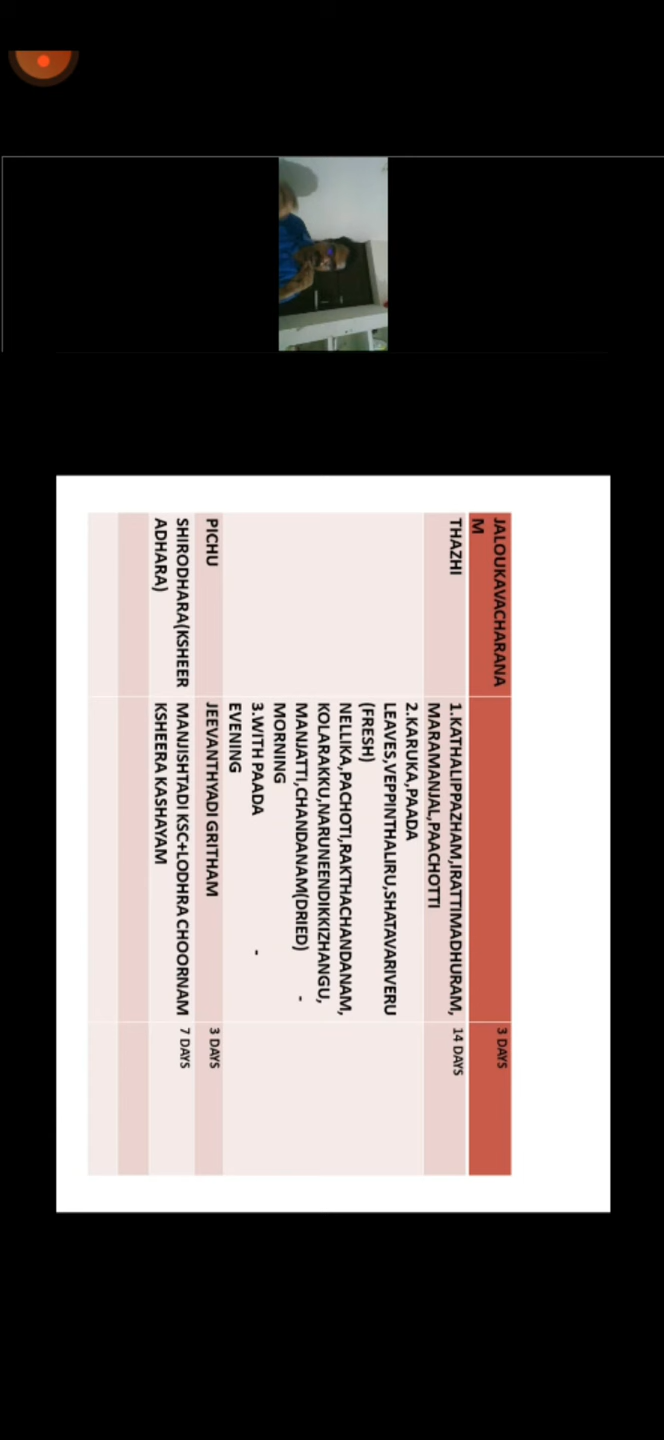 JALOUKAVACHARANA
M
3 DAYS
THAZHI
1.KATHALIPPAZHAM,IRATTIMADHURAM,
MARAMANJAL,PAACHOTTI
14 DAYS
2.KARUKA,PAADA
LEAVES,VEPPINTHALIRU,SHATAVARIVERU
(FRESH)
NELLIKA,PACHOTI,RAKTHACHANDANAM,
KOLARAKKU,NARUNEENDIKKIZHANGU,
MANJATTI,CHANDANAM(DRIED) -
MORNING
3.WITH PAADA -
EVENING
PICHU
JEEVANTHYADI GRITHAM
3 DAYS
SHIRODHARA(KSHEER
ADHARA)
MANJISHTADI KSC+LODHRA CHOORNAM
KSHEERA KASHAYAM
7 DAYS